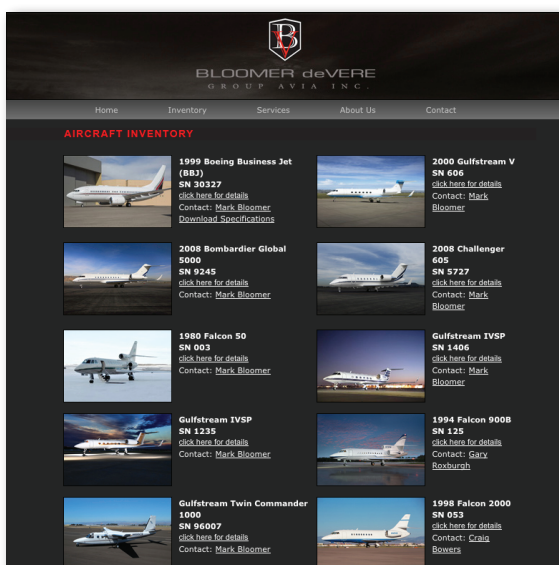 BLOOMER deVERE
GROUP AVIA INC.
Home
Inventory
Services
About Us
Contact
AIRCRAFT INVENTORY
1999 Boeing Business Jet
(BBJ)
SN 30327
click here for details
Contact: Mark Bloomer
Download Specifications
2000 Gulfstream V
SN 606
click here for details
Contact: Mark
Bloomer
2008 Bombardier Global
5000
SN 9245
click here for details
Contact: Mark Bloomer
2008 Challenger
605
SN 5727
click here for details
Contact: Mark
Bloomer
1980 Falcon 50
SN 003
click here for details
Contact: Mark Bloomer
Gulfstream IVSP
SN 1406
click here for details
Contact: Mark
Bloomer
Gulfstream IVSP
SN 1235
click here for details
Contact: Mark Bloomer
1994 Falcon 900B
SN 125
click here for details
Contact: Gary
Roxburgh
Gulfstream Twin Commander
1000
SN 96007
click here for details
Contact: Mark Bloomer
1998 Falcon 2000
SN 053
click here for details
Contact: Craig
Bowers